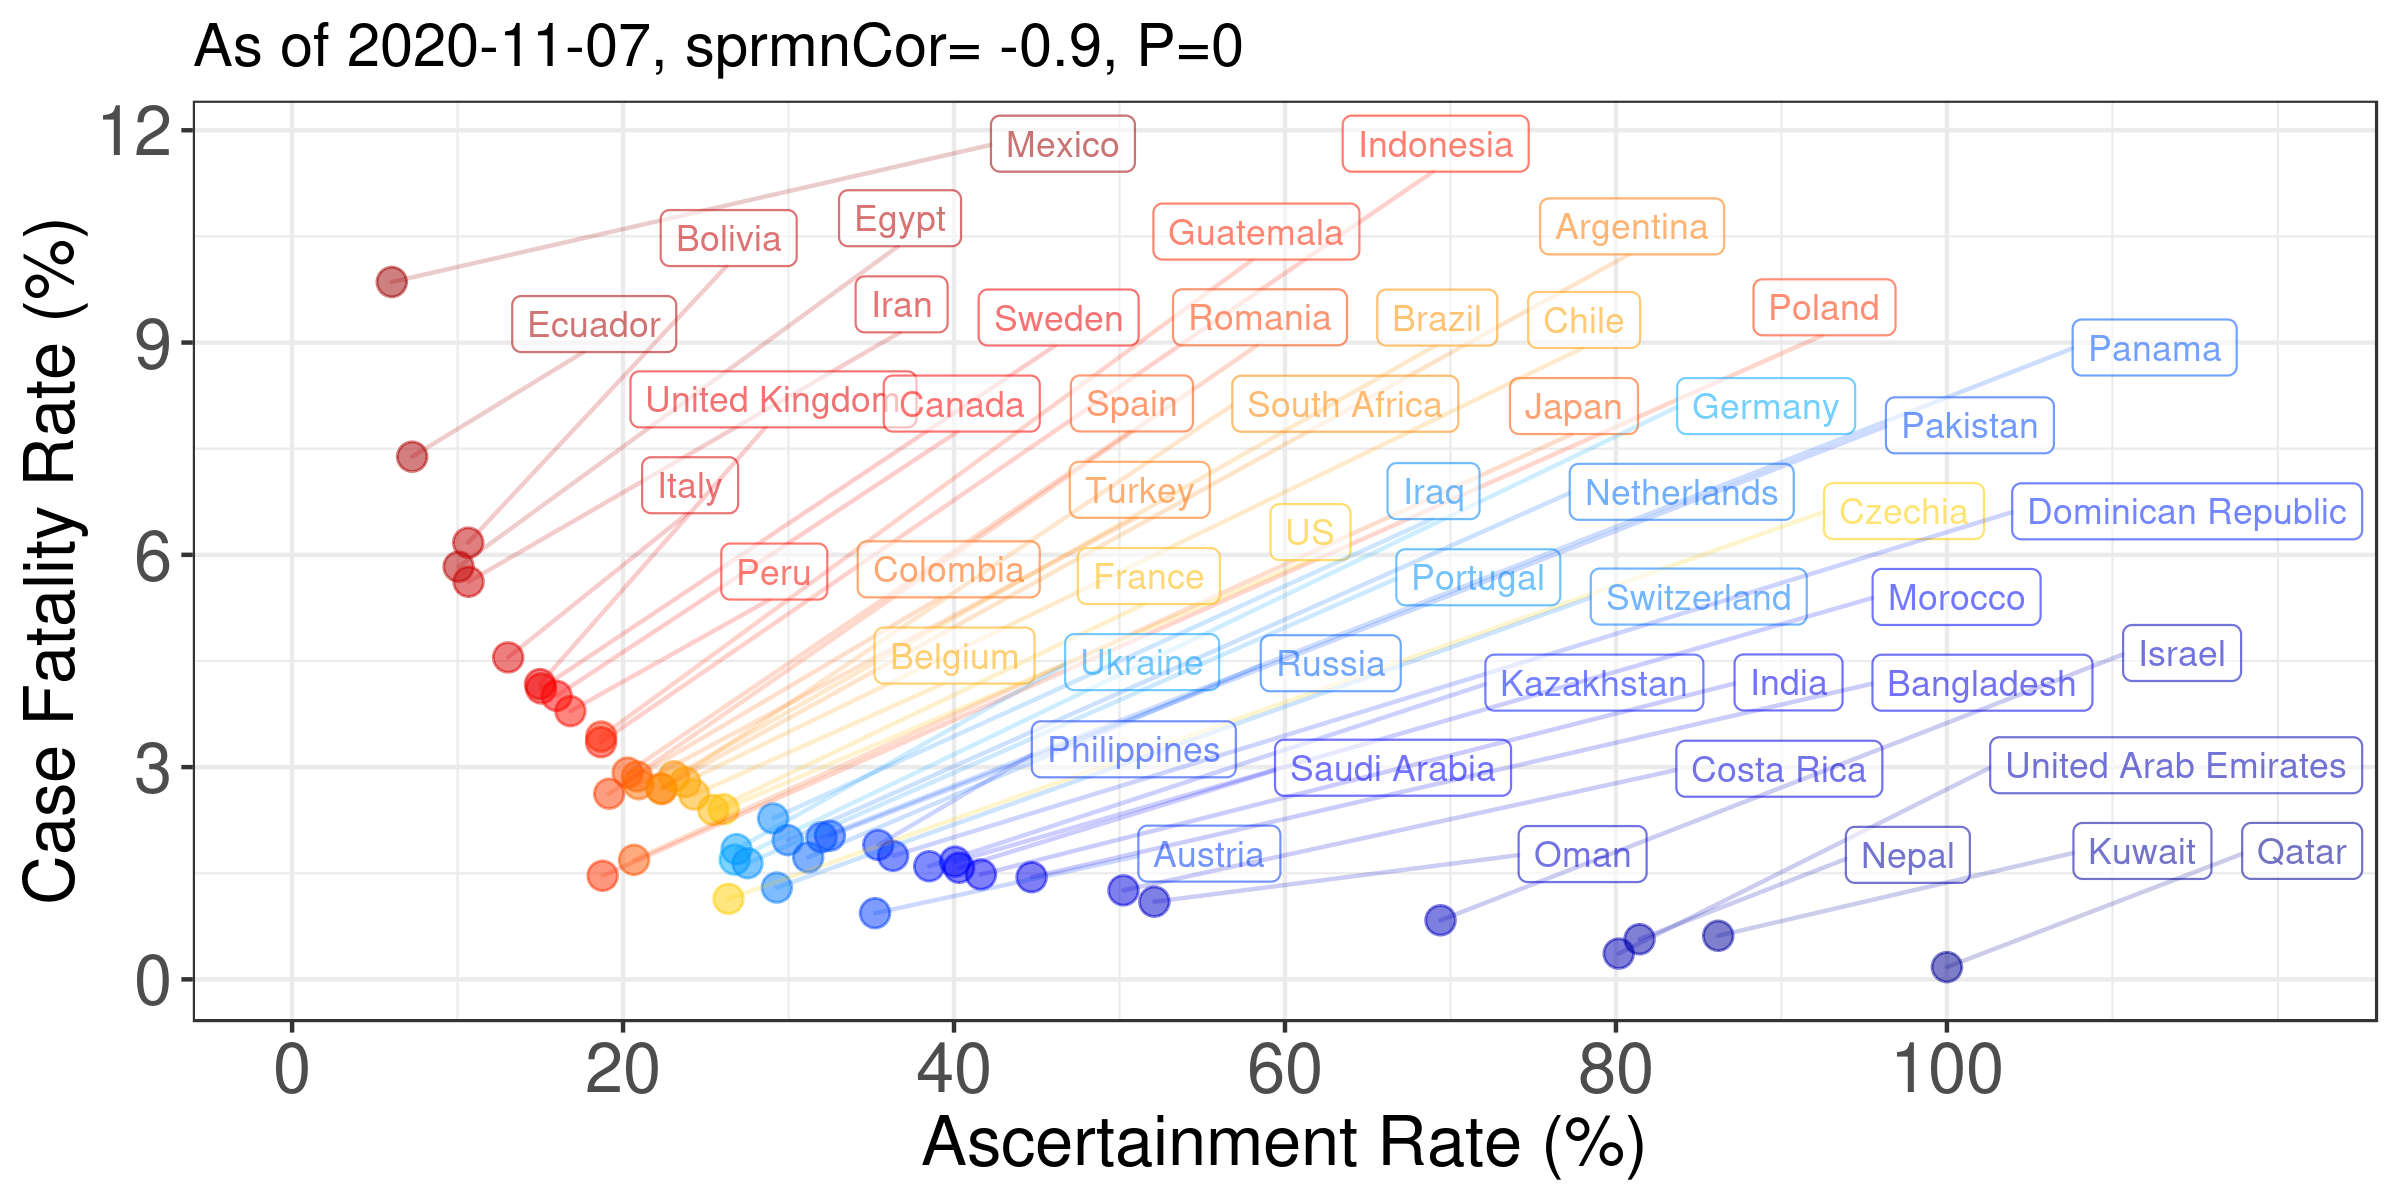 As of 2020-11-07, sprmnCor= -0.9, P=0
Case Fatality Rate (%)
12
9
6
3
0
Mexico
Indonesia
Bolivia
Egypt
Guatemala
Argentina
Ecuador
Iran
Sweden
Romania
Brazil
Chile
Poland
Panama
United Kingdom
Canada
Spain
South Africa
Japan
Germany
Pakistan
Italy
Turkey
Iraq
Netherlands
Czechia
Dominican Republic
US
Peru
Colombia
France
Portugal
Switzerland
Morocco
Belgium
Ukraine
Russia
Kazakhstan
India
Bangladesh
Israel
Philippines
Saudi Arabia
Costa Rica
United Arab Emirates
Austria
Oman
Nepal
Kuwait
Qatar
0
20
40
60
80
100
Ascertainment Rate (%)